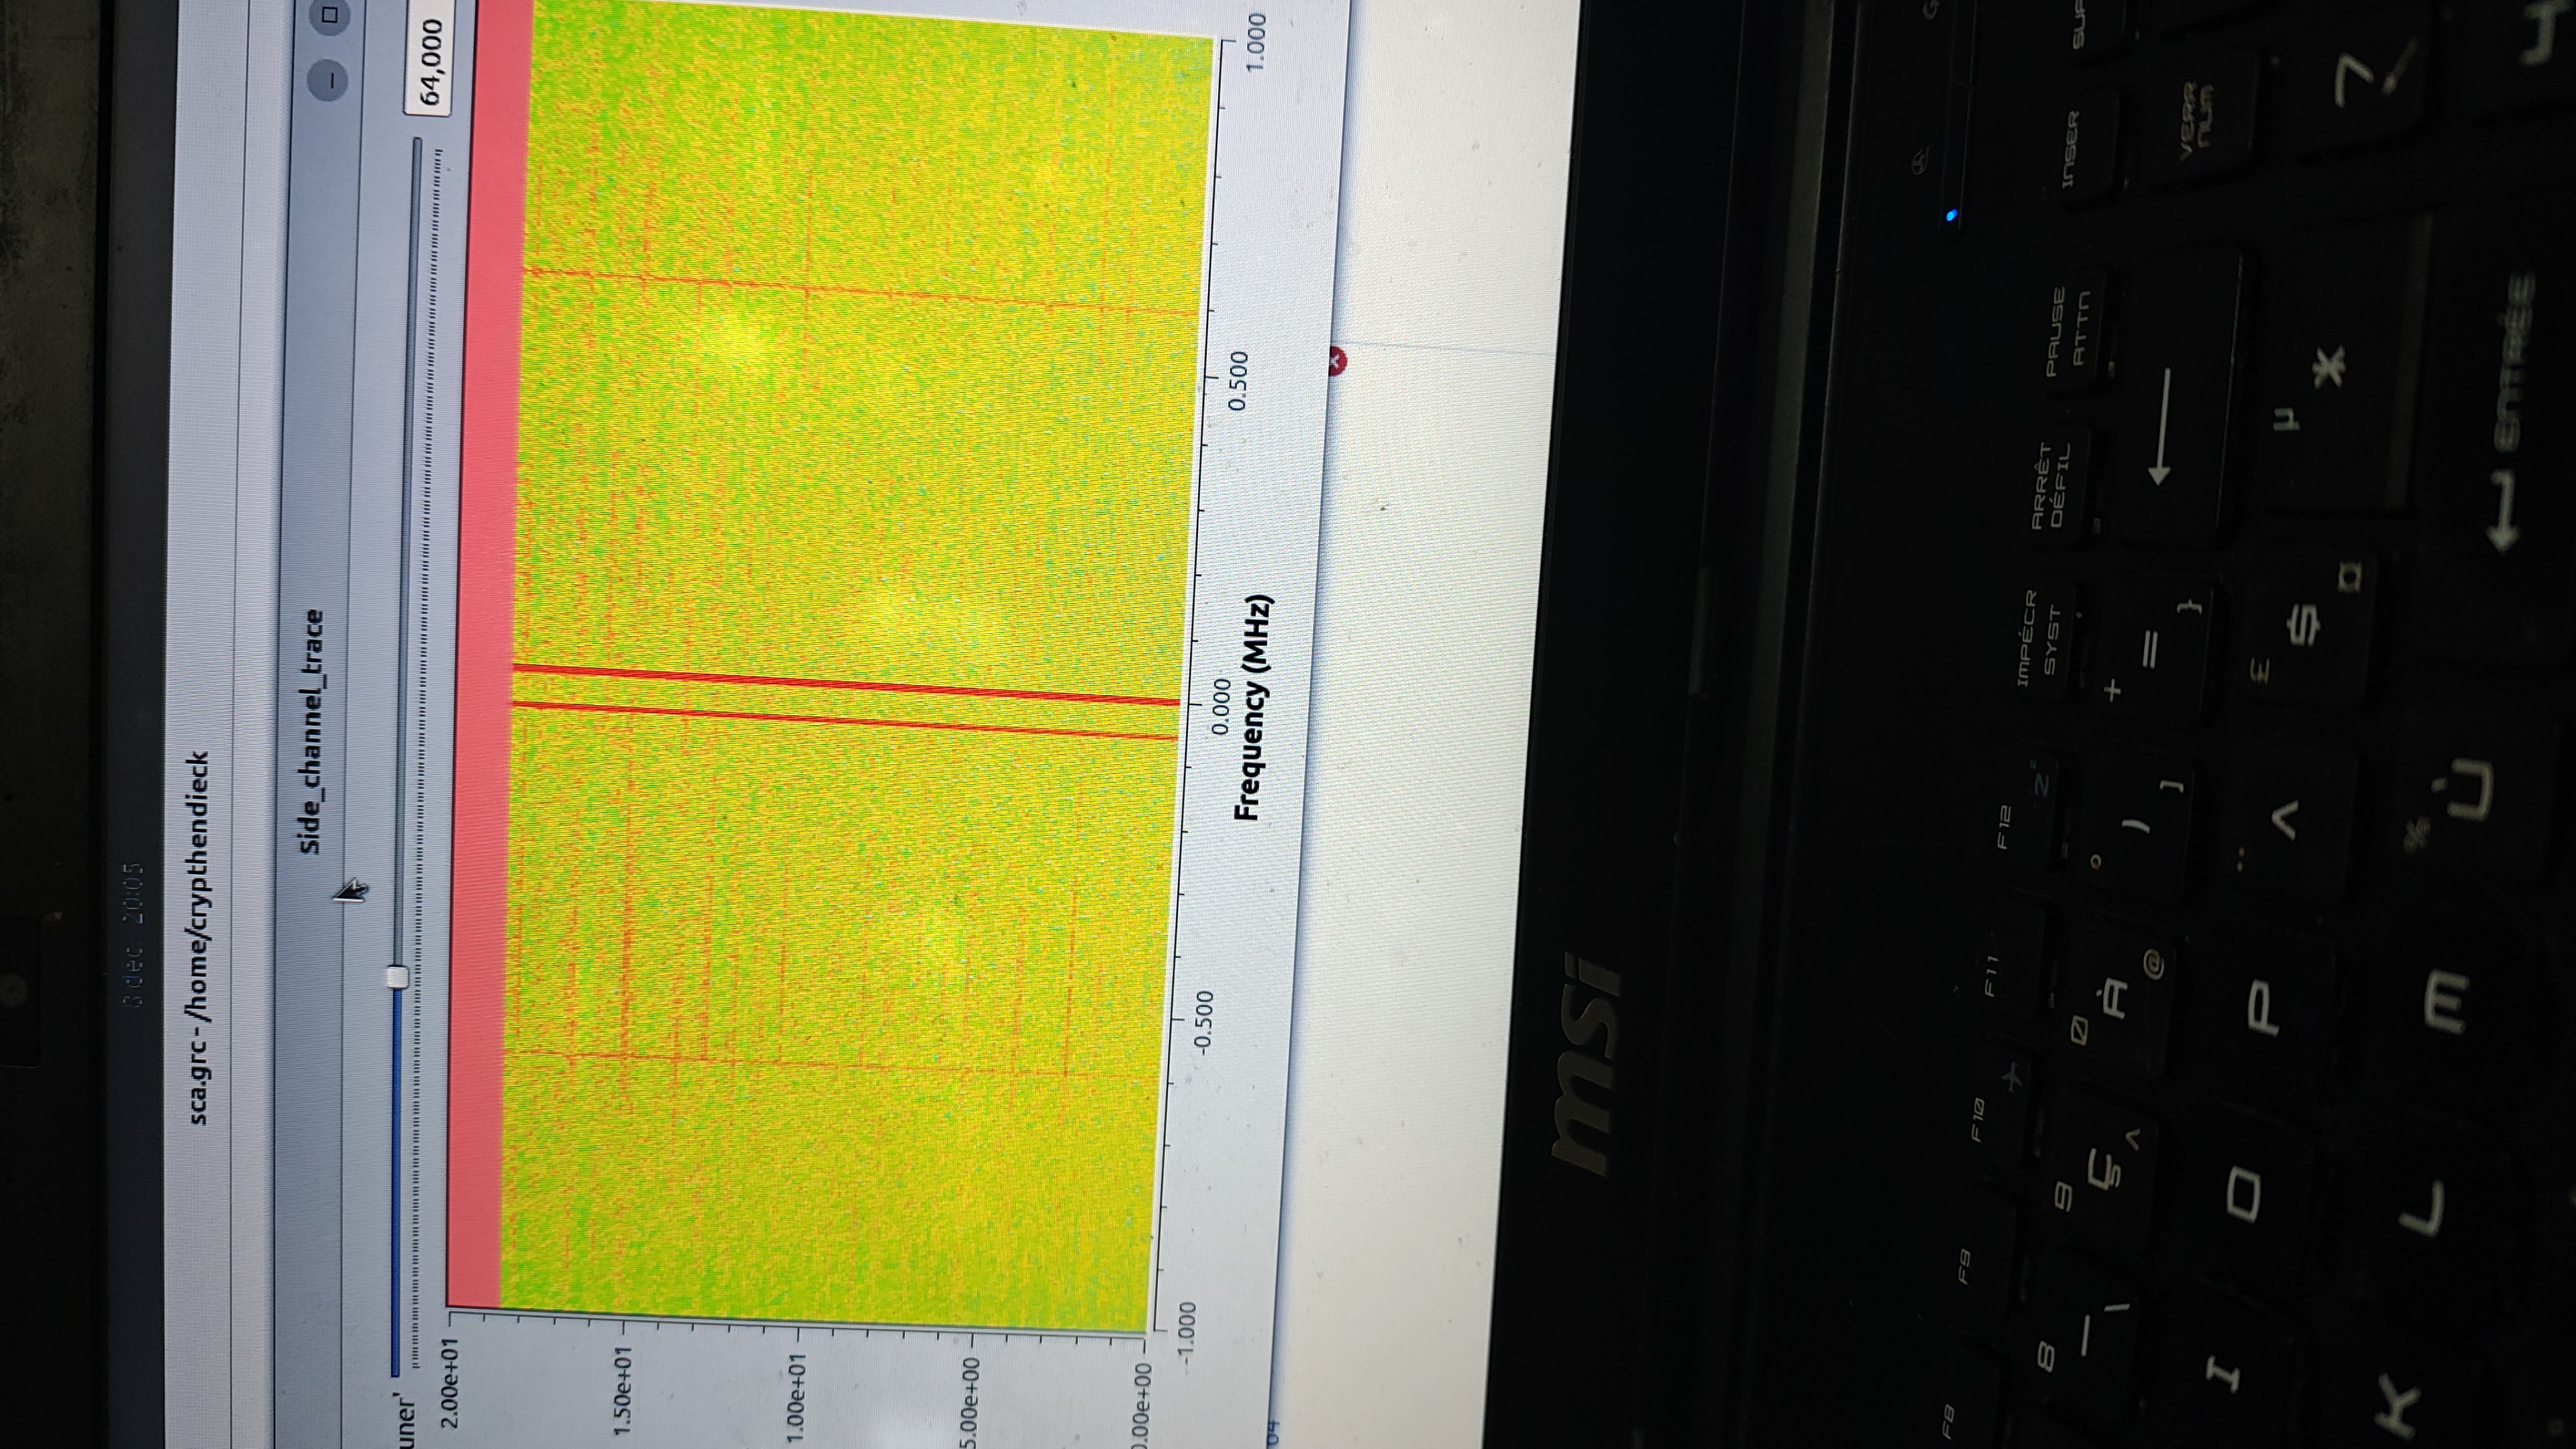 8 déc. 20:05
sca.grc - /home/crypthendieck
Side_channel_trace
uner'
64,000
2.00e+01
1.50e+01
1.00e+01
5.00e+00
0.00e+00
-1.000
-0.500
0.000
0.500
1.000
Frequency (MHz)
04
msi
F8
F9
F10
F11
F12
IMPÉCR
SYST
ARRÊT
DÉFIL
PAUSE
ATTN
INSER
SUP
8
_
\
9
Ç
^
0
À
@
°
)
]
+
=
}
VERR
NUM
I
O
P
¨
^
£
$
¤
µ
*
7
K
L
M
%
Ù
ENTRÉE
4